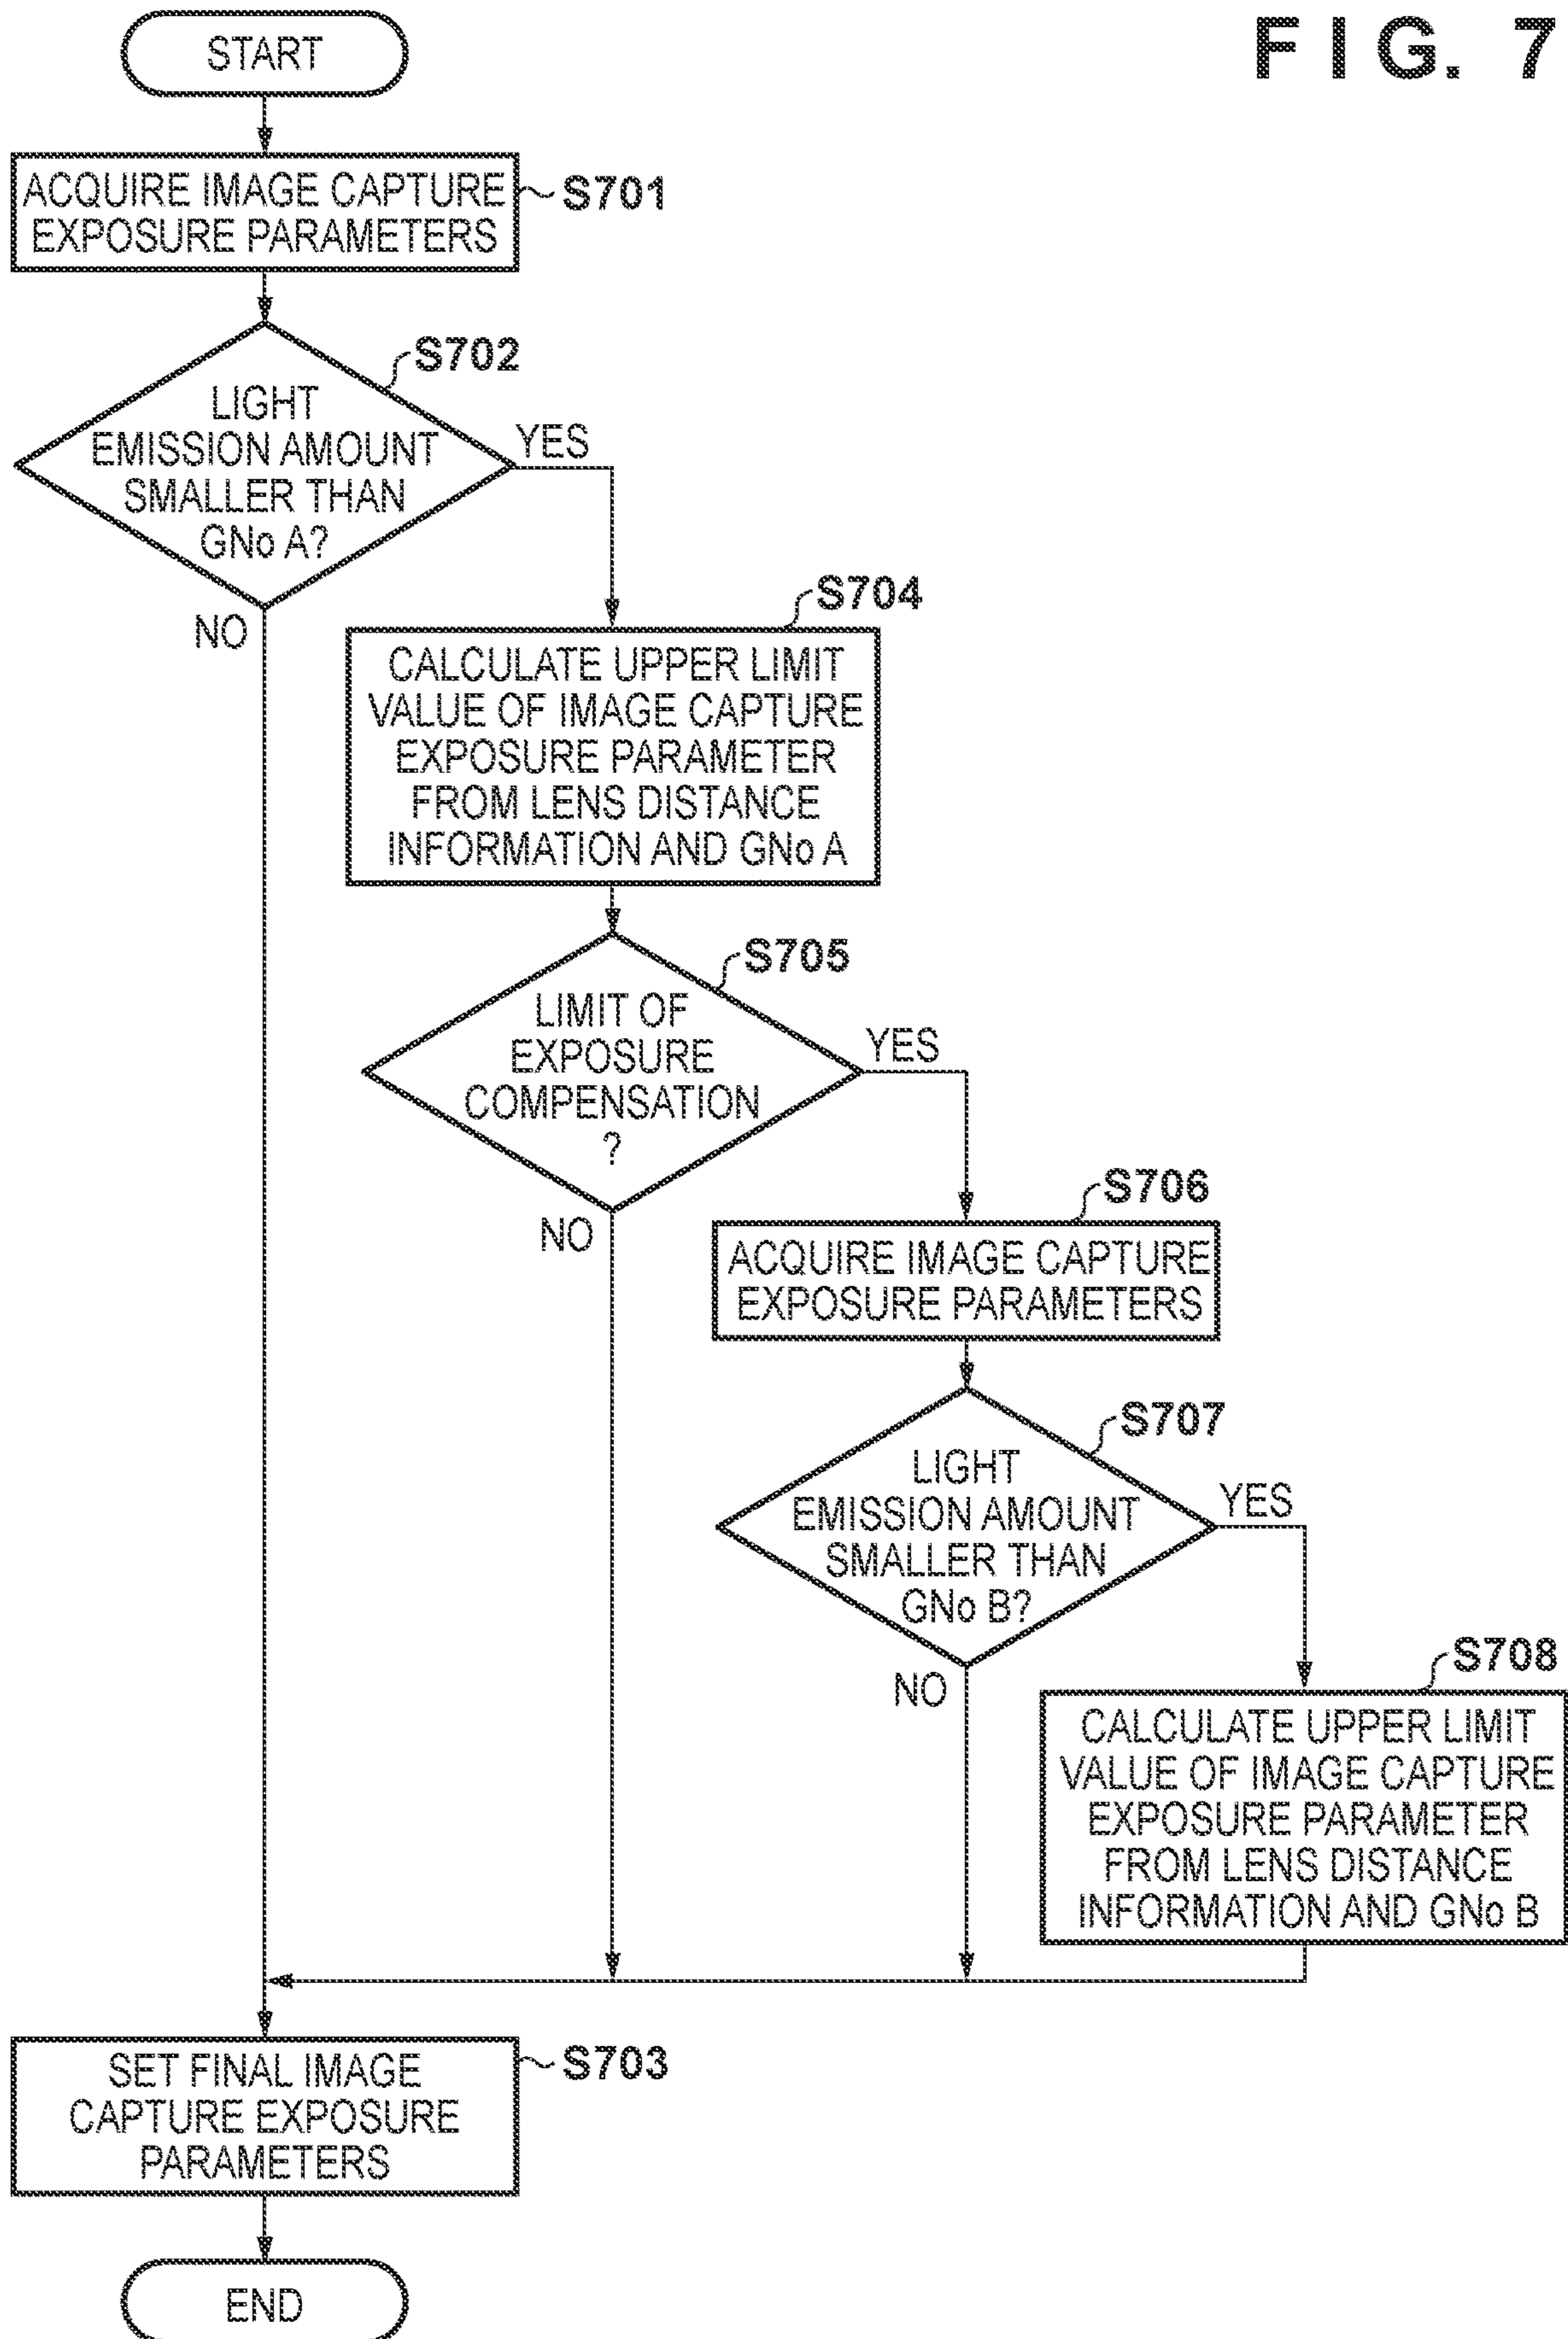 FIG. 7
START
ACQUIRE IMAGE CAPTURE
EXPOSURE PARAMETERS
S701
S702
LIGHT
EMISSION AMOUNT
SMALLER THAN
GNo A?
YES
NO
S704
CALCULATE UPPER LIMIT
VALUE OF IMAGE CAPTURE
EXPOSURE PARAMETER
FROM LENS DISTANCE
INFORMATION AND GNo A
S705
LIMIT OF
EXPOSURE
COMPENSATION
?
YES
NO
S706
ACQUIRE IMAGE CAPTURE
EXPOSURE PARAMETERS
S707
LIGHT
EMISSION AMOUNT
SMALLER THAN
GNo B?
YES
NO
S708
CALCULATE UPPER LIMIT
VALUE OF IMAGE CAPTURE
EXPOSURE PARAMETER
FROM LENS DISTANCE
INFORMATION AND GNo B
SET FINAL IMAGE
CAPTURE EXPOSURE
PARAMETERS
S703
END